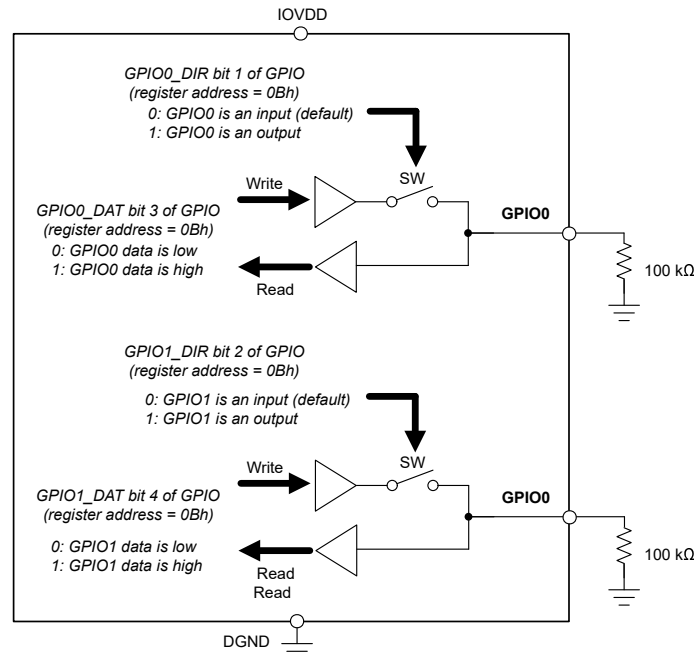 IOVDD
GPIO0_DIR bit 1 of GPIO
(register address = 0Bh)
0: GPIO0 is an input (default)
1: GPIO0 is an output
SW
Write
GPIO0_DAT bit 3 of GPIO
(register address = 0Bh)
0: GPIO0 data is low
1: GPIO0 data is high
Read
GPIO0
100 kΩ
GPIO1_DIR bit 2 of GPIO
(register address = 0Bh)
0: GPIO1 is an input (default)
1: GPIO1 is an output
SW
Write
GPIO1_DAT bit 4 of GPIO
(register address = 0Bh)
0: GPIO1 data is low
1: GPIO1 data is high
Read
Read
GPIO0
100 kΩ
DGND